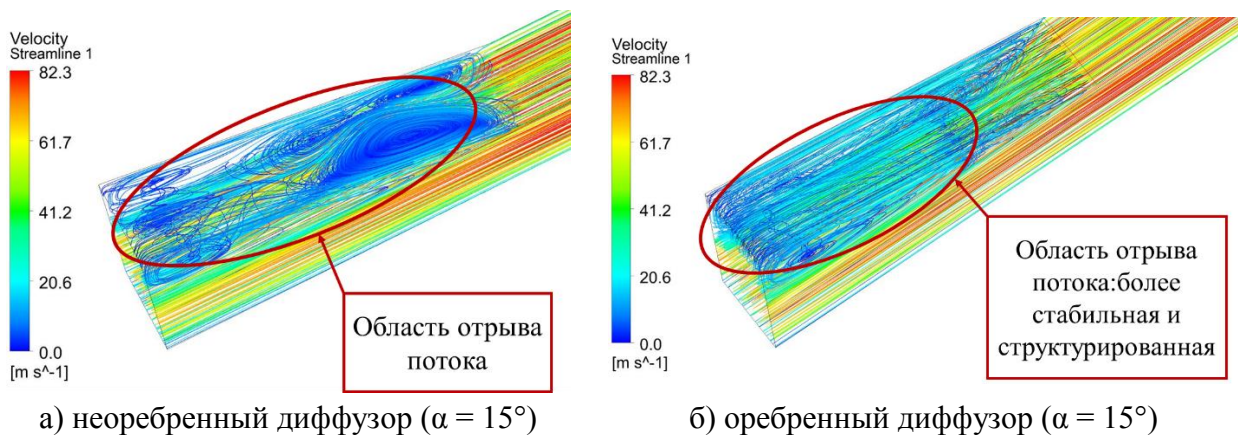 Velocity
Streamline 1
82.3
61.7
41.2
20.6
0.0
[m s^-1]
Область отрыва
потока
а) неоребренный диффузор (α = 15°)
Velocity
Streamline 1
82.3
61.7
41.2
20.6
0.0
[m s^-1]
Область отрыва
потока:более
стабильная и
структурированная
б) оребренный диффузор (α = 15°)